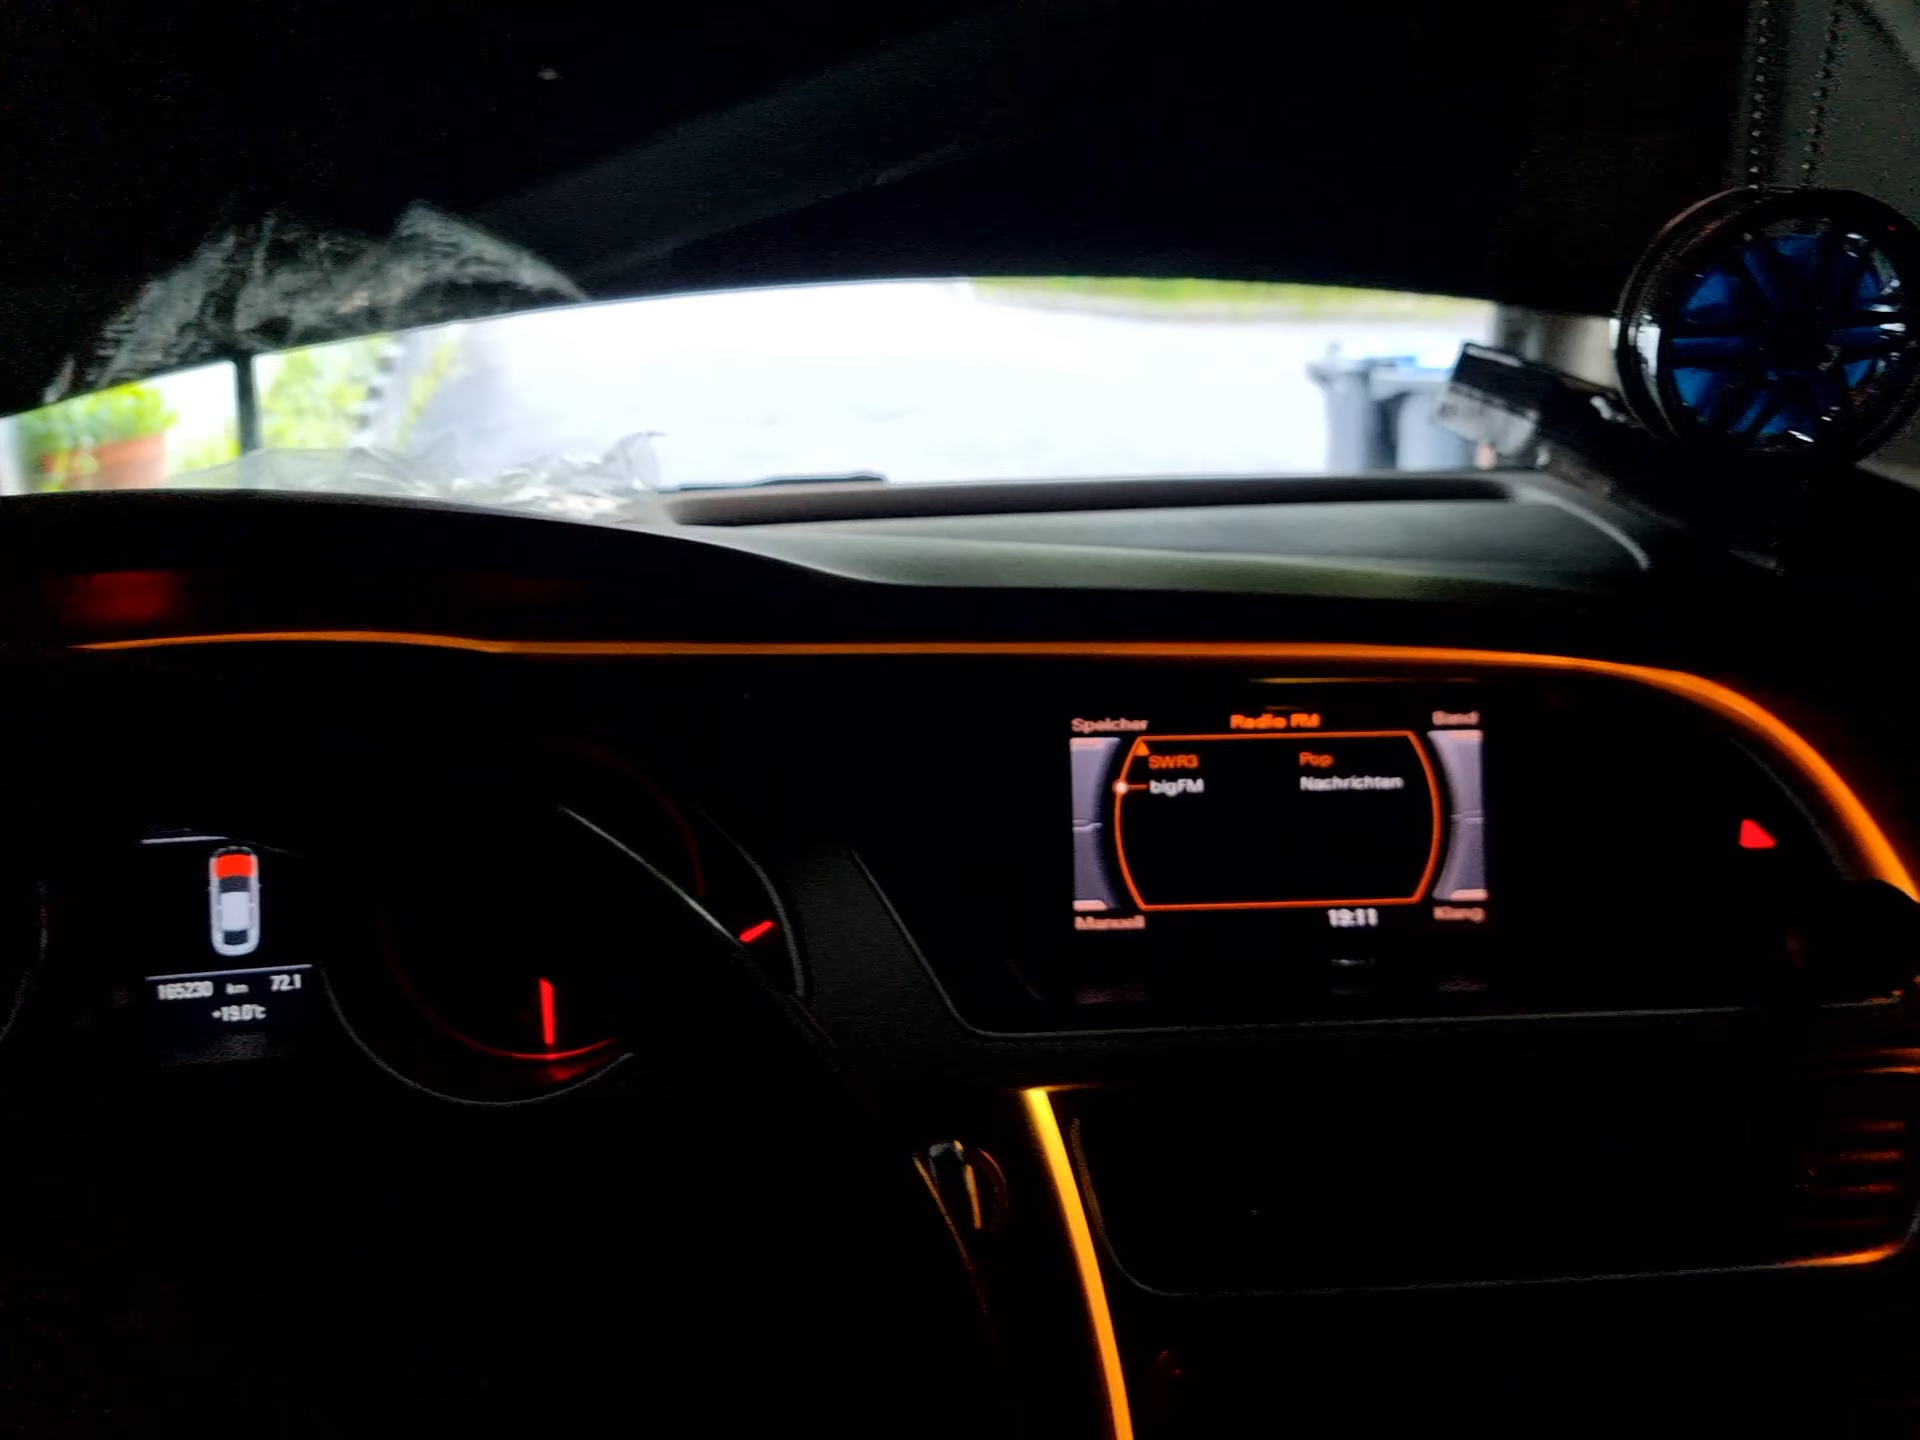 Speicher Radio FM Band
SWR3 Pop
bigFM Nachrichten
Manuell 19:11 Klang
165230 km 72.1
+19.0°C